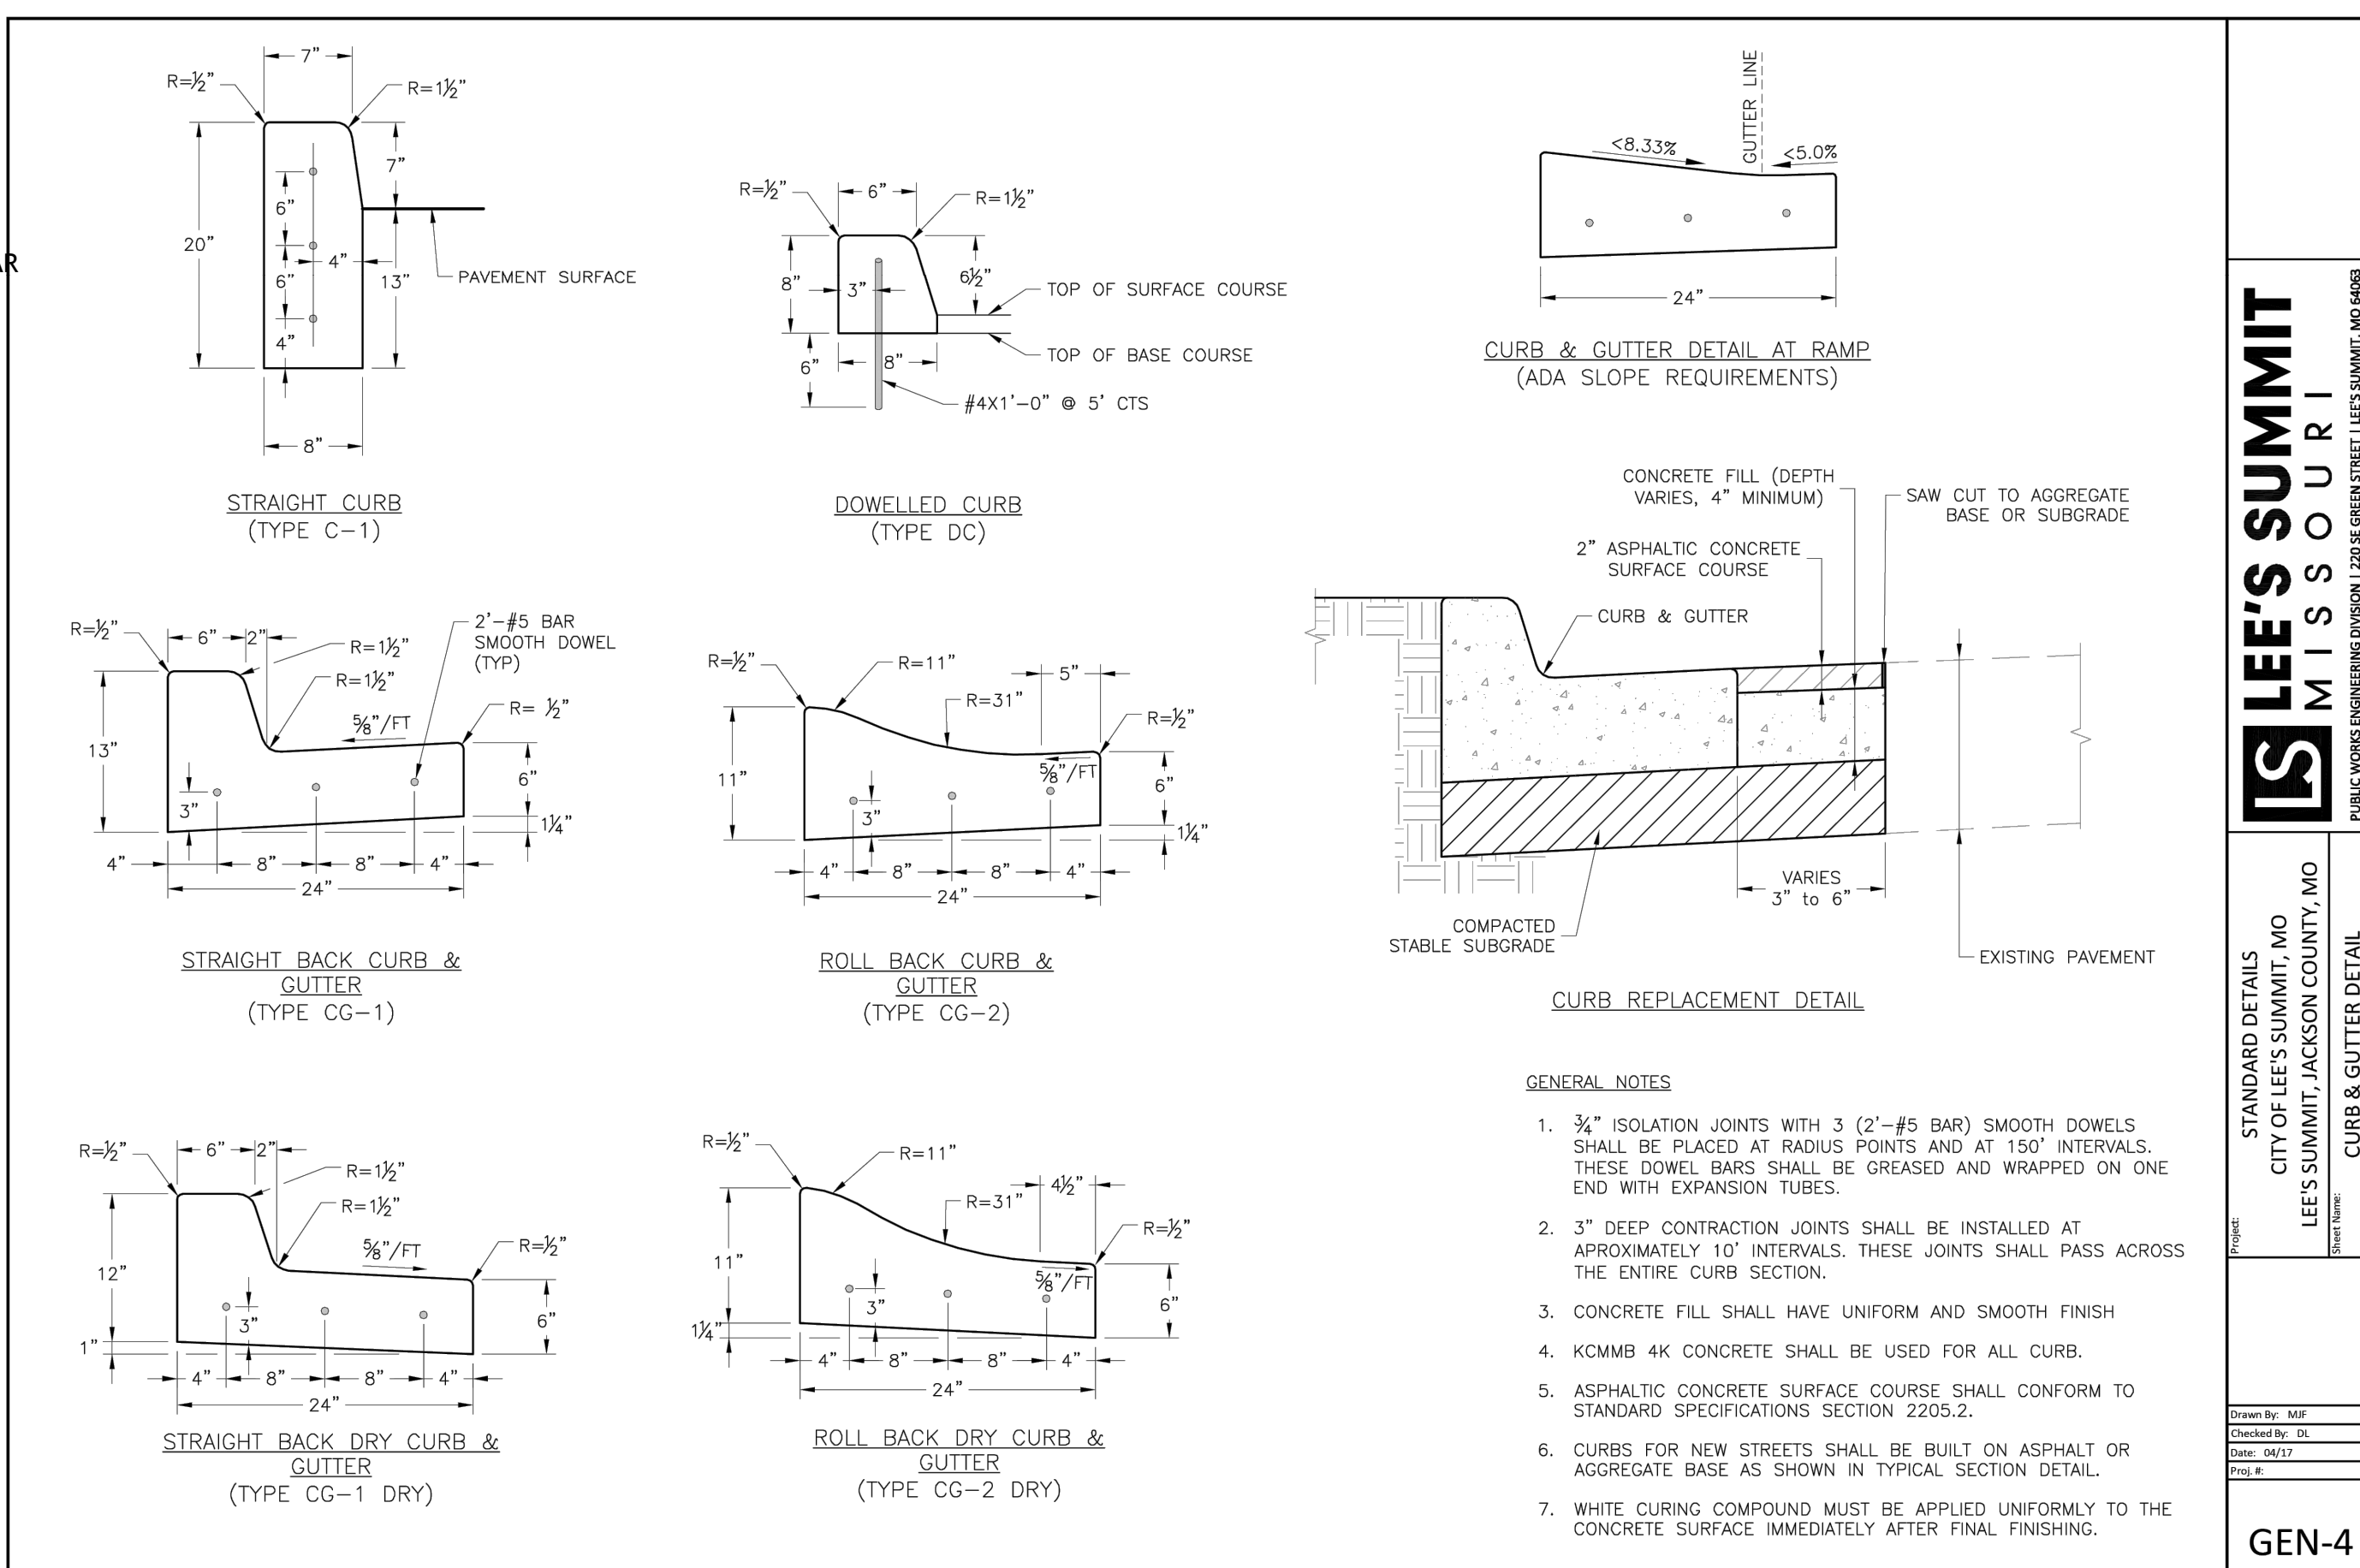 7"
R=½"
R=1½"
7"
6"
20"
4"
6"
13"
PAVEMENT SURFACE
4"
8"
STRAIGHT CURB
(TYPE C-1)
R=½"
6"
R=1½"
8"
3"
6½"
TOP OF SURFACE COURSE
TOP OF BASE COURSE
6"
8"
#4X1'-0" @ 5' CTS
DOWELLED CURB
(TYPE DC)
GUTTER LINE
<8.33%
<5.0%
24"
CURB & GUTTER DETAIL AT RAMP
(ADA SLOPE REQUIREMENTS)
R=½"
6"
2"
R=1½"
R=1½"
2'-#5 BAR
SMOOTH DOWEL
(TYP)
⅝"/FT
R= ½"
13"
3"
6"
1¼"
4"
8"
8"
4"
24"
STRAIGHT BACK CURB &
GUTTER
(TYPE CG-1)
R=½"
R=11"
5"
R=31"
R=½"
11"
⅝"/FT
6"
3"
1¼"
4"
8"
8"
4"
24"
ROLL BACK CURB &
GUTTER
(TYPE CG-2)
CONCRETE FILL (DEPTH
VARIES, 4" MINIMUM)
SAW CUT TO AGGREGATE
BASE OR SUBGRADE
2" ASPHALTIC CONCRETE
SURFACE COURSE
CURB & GUTTER
VARIES
3" to 6"
COMPACTED
STABLE SUBGRADE
EXISTING PAVEMENT
CURB REPLACEMENT DETAIL
R=½"
6"
2"
R=1½"
R=1½"
⅝"/FT
R=½"
12"
3"
6"
1"
4"
8"
8"
4"
24"
STRAIGHT BACK DRY CURB &
GUTTER
(TYPE CG-1 DRY)
R=½"
R=11"
4½"
R=31"
R=½"
11"
⅝"/FT
3"
6"
1¼"
4"
8"
8"
4"
24"
ROLL BACK DRY CURB &
GUTTER
(TYPE CG-2 DRY)
GENERAL NOTES
1. ¾" ISOLATION JOINTS WITH 3 (2'-#5 BAR) SMOOTH DOWELS
SHALL BE PLACED AT RADIUS POINTS AND AT 150' INTERVALS.
THESE DOWEL BARS SHALL BE GREASED AND WRAPPED ON ONE
END WITH EXPANSION TUBES.
2. 3" DEEP CONTRACTION JOINTS SHALL BE INSTALLED AT
APROXIMATELY 10' INTERVALS. THESE JOINTS SHALL PASS ACROSS
THE ENTIRE CURB SECTION.
3. CONCRETE FILL SHALL HAVE UNIFORM AND SMOOTH FINISH
4. KCMMB 4K CONCRETE SHALL BE USED FOR ALL CURB.
5. ASPHALTIC CONCRETE SURFACE COURSE SHALL CONFORM TO
STANDARD SPECIFICATIONS SECTION 2205.2.
6. CURBS FOR NEW STREETS SHALL BE BUILT ON ASPHALT OR
AGGREGATE BASE AS SHOWN IN TYPICAL SECTION DETAIL.
7. WHITE CURING COMPOUND MUST BE APPLIED UNIFORMLY TO THE
CONCRETE SURFACE IMMEDIATELY AFTER FINAL FINISHING.
LS LEE'S SUMMIT
MISSOURI
PUBLIC WORKS ENGINEERING DIVISION | 220 SE GREEN STREET | LEE'S SUMMIT, MO 64063
Project:
STANDARD DETAILS
CITY OF LEE'S SUMMIT, MO
LEE'S SUMMIT, JACKSON COUNTY, MO
Sheet Name:
CURB & GUTTER DETAIL
Drawn By: MJF
Checked By: DL
Date: 04/17
Proj. #:
GEN-4